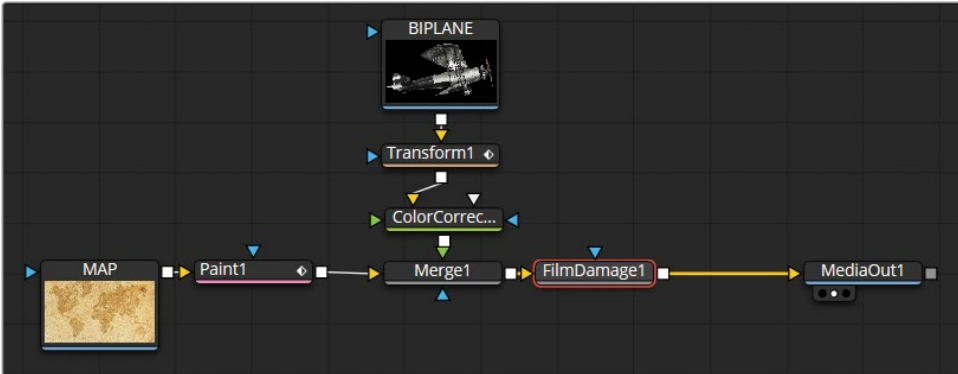 BIPLANE
Transform1
ColorCorrec...
MAP
Paint1
Merge1
FilmDamage1
MediaOut1